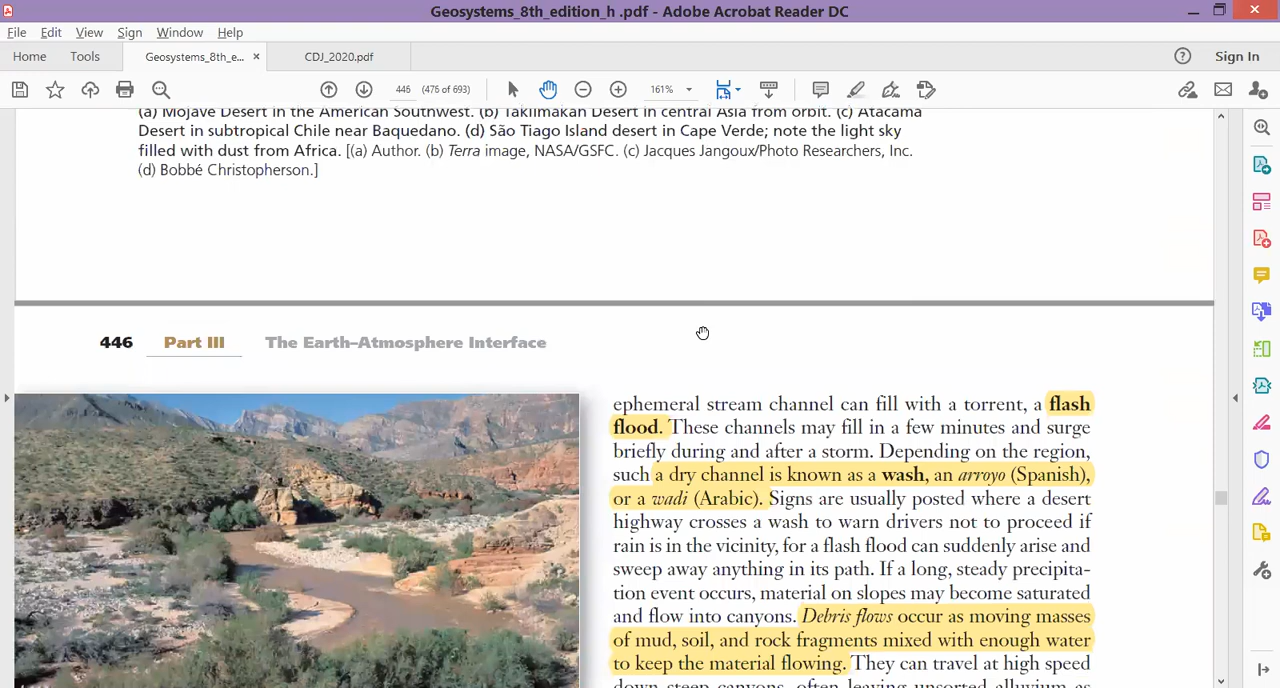 Geosystems_8th_edition_h .pdf - Adobe Acrobat Reader DC
File Edit View Sign Window Help
Home Tools Geosystems_8th_e... × CDJ_2020.pdf Sign In
446 (476 of 693) 161%
(a) Mojave Desert in the American Southwest. (b) Taklimakan Desert in central Asia from orbit. (c) Atacama
Desert in subtropical Chile near Baquedano. (d) São Tiago Island desert in Cape Verde; note the light sky
filled with dust from Africa. [(a) Author. (b) Terra image, NASA/GSFC. (c) Jacques Jangoux/Photo Researchers, Inc.
(d) Bobbé Christopherson.]
446 Part III The Earth–Atmosphere Interface
ephemeral stream channel can fill with a torrent, a flash
flood. These channels may fill in a few minutes and surge
briefly during and after a storm. Depending on the region,
such a dry channel is known as a wash, an arroyo (Spanish),
or a wadi (Arabic). Signs are usually posted where a desert
highway crosses a wash to warn drivers not to proceed if
rain is in the vicinity, for a flash flood can suddenly arise and
sweep away anything in its path. If a long, steady precipita-
tion event occurs, material on slopes may become saturated
and flow into canyons. Debris flows occur as moving masses
of mud, soil, and rock fragments mixed with enough water
to keep the material flowing. They can travel at high speed
down steep canyons, often leaving unsorted alluvium as